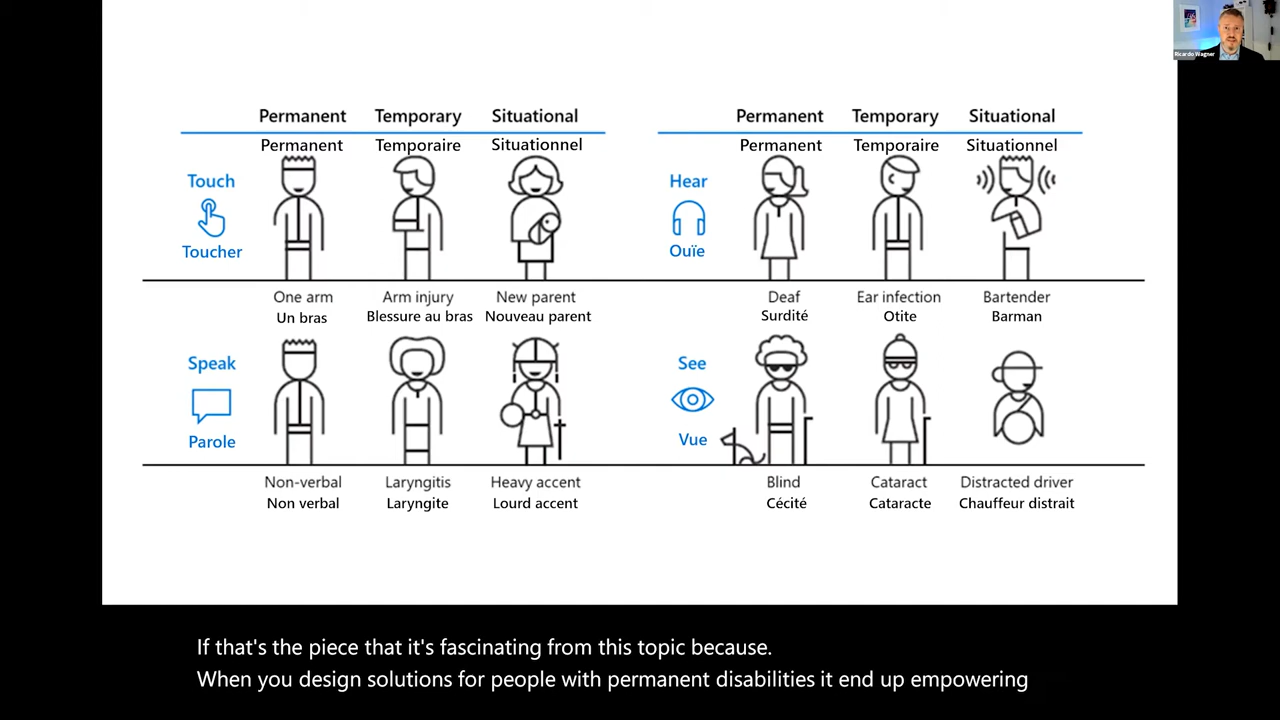 Ricardo Wagner
Permanent Temporary Situational
Permanent Temporaire Situationnel
Touch
Toucher
One arm Arm injury New parent
Un bras Blessure au bras Nouveau parent
Speak
Parole
Non-verbal Laryngitis Heavy accent
Non verbal Laryngite Lourd accent
Permanent Temporary Situational
Permanent Temporaire Situationnel
Hear
Ouïe
Deaf Ear infection Bartender
Surdité Otite Barman
See
Vue
Blind Cataract Distracted driver
Cécité Cataracte Chauffeur distrait
If that's the piece that it's fascinating from this topic because.
When you design solutions for people with permanent disabilities it end up empowering